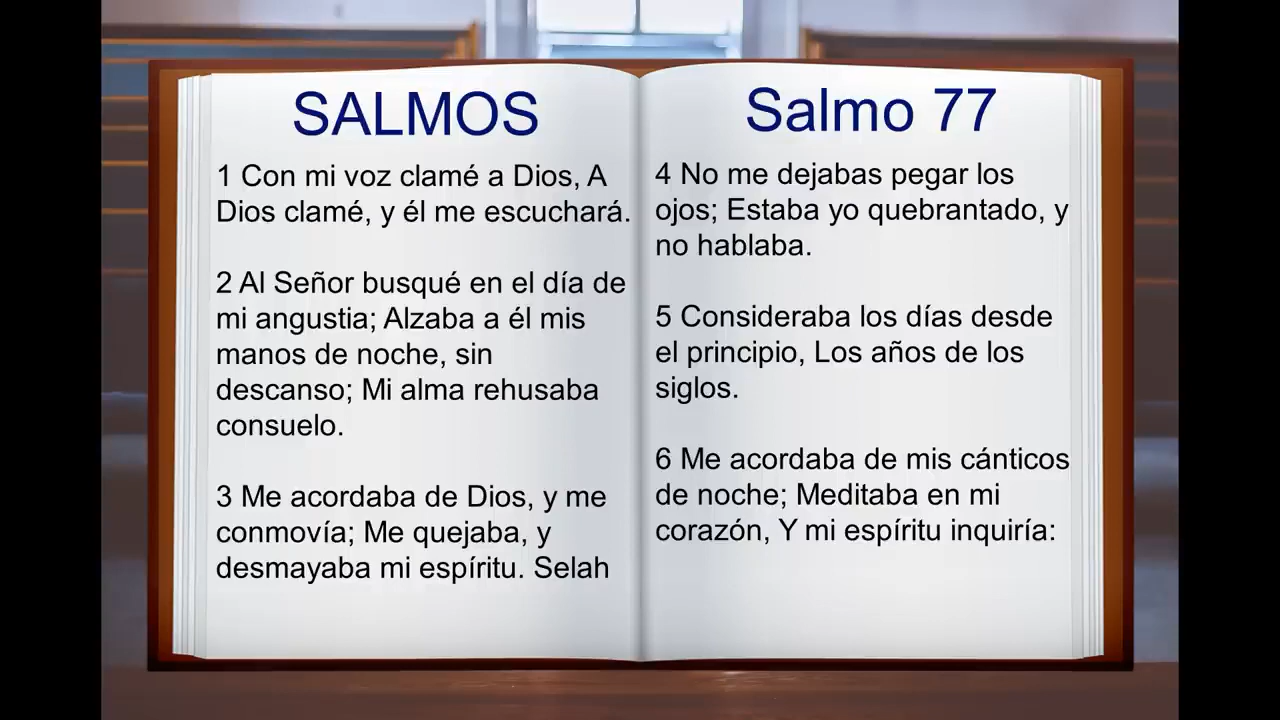 SALMOS
1 Con mi voz clamé a Dios, A
Dios clamé, y él me escuchará.
2 Al Señor busqué en el día de
mi angustia; Alzaba a él mis
manos de noche, sin
descanso; Mi alma rehusaba
consuelo.
3 Me acordaba de Dios, y me
conmovía; Me quejaba, y
desmayaba mi espíritu. Selah
Salmo 77
4 No me dejabas pegar los
ojos; Estaba yo quebrantado, y
no hablaba.
5 Consideraba los días desde
el principio, Los años de los
siglos.
6 Me acordaba de mis cánticos
de noche; Meditaba en mi
corazón, Y mi espíritu inquiría: